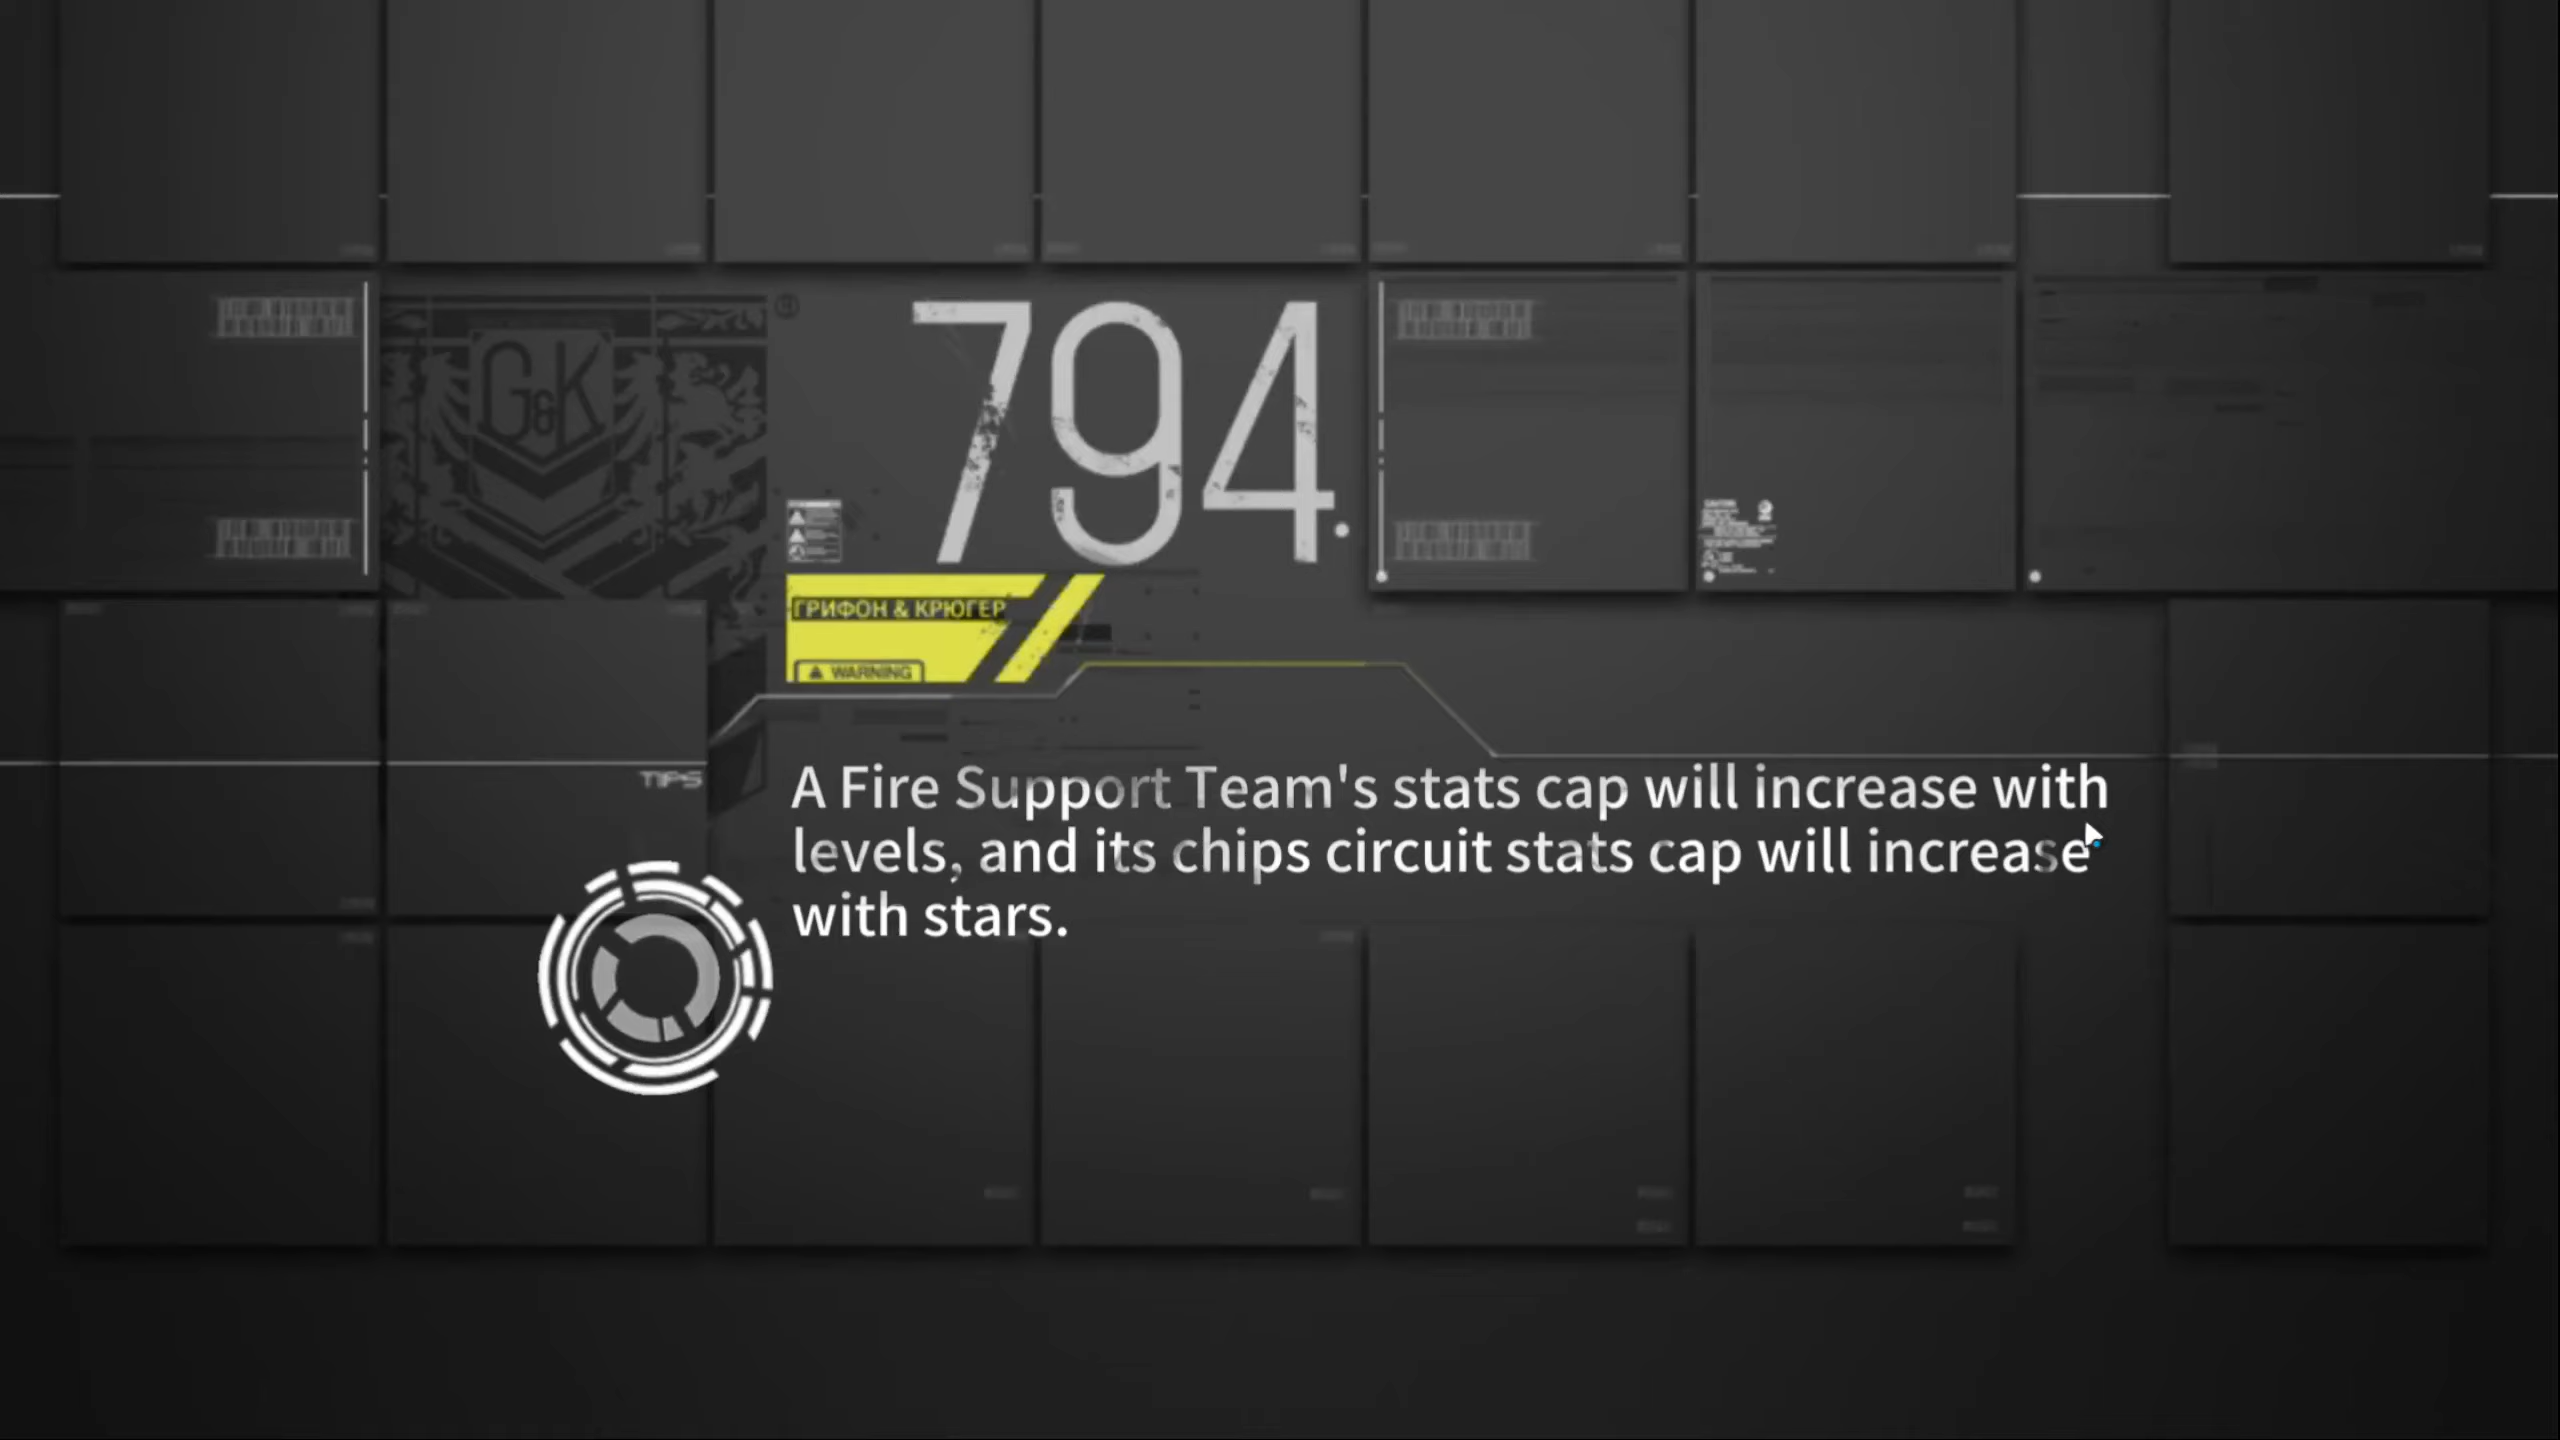 G&K
®
794.
ГРИФОН & КРЮГЕР
WARNING
TIPS
A Fire Support Team's stats cap will increase with
levels, and its chips circuit stats cap will increase
with stars.